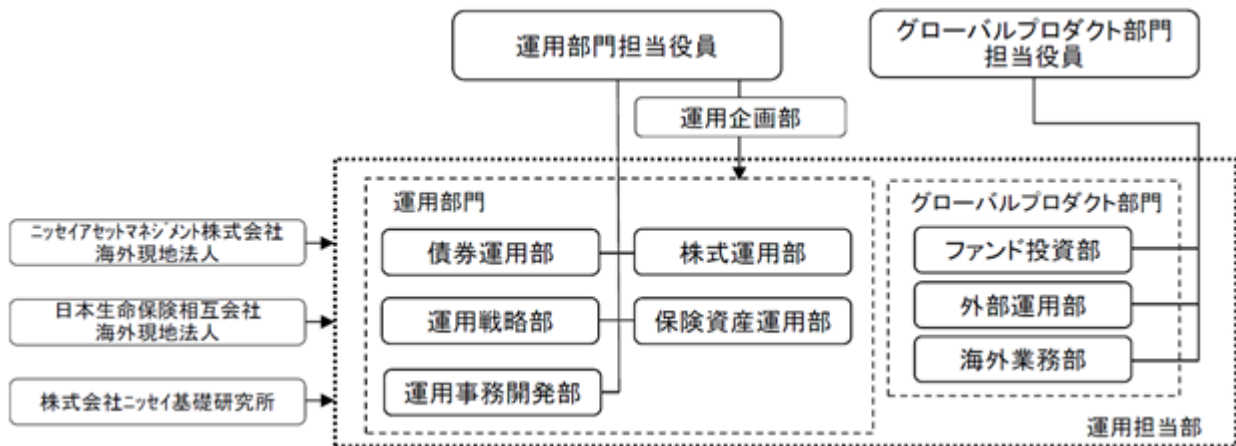 運用部門担当役員
グローバルプロダクト部門
担当役員
運用企画部
運用部門
グローバルプロダクト部門
ニッセイアセットマネジメント株式会社
海外現地法人
債券運用部
株式運用部
ファンド投資部
日本生命保険相互会社
海外現地法人
運用戦略部
保険資産運用部
外部運用部
海外業務部
株式会社ニッセイ基礎研究所
運用事務開発部
運用担当部